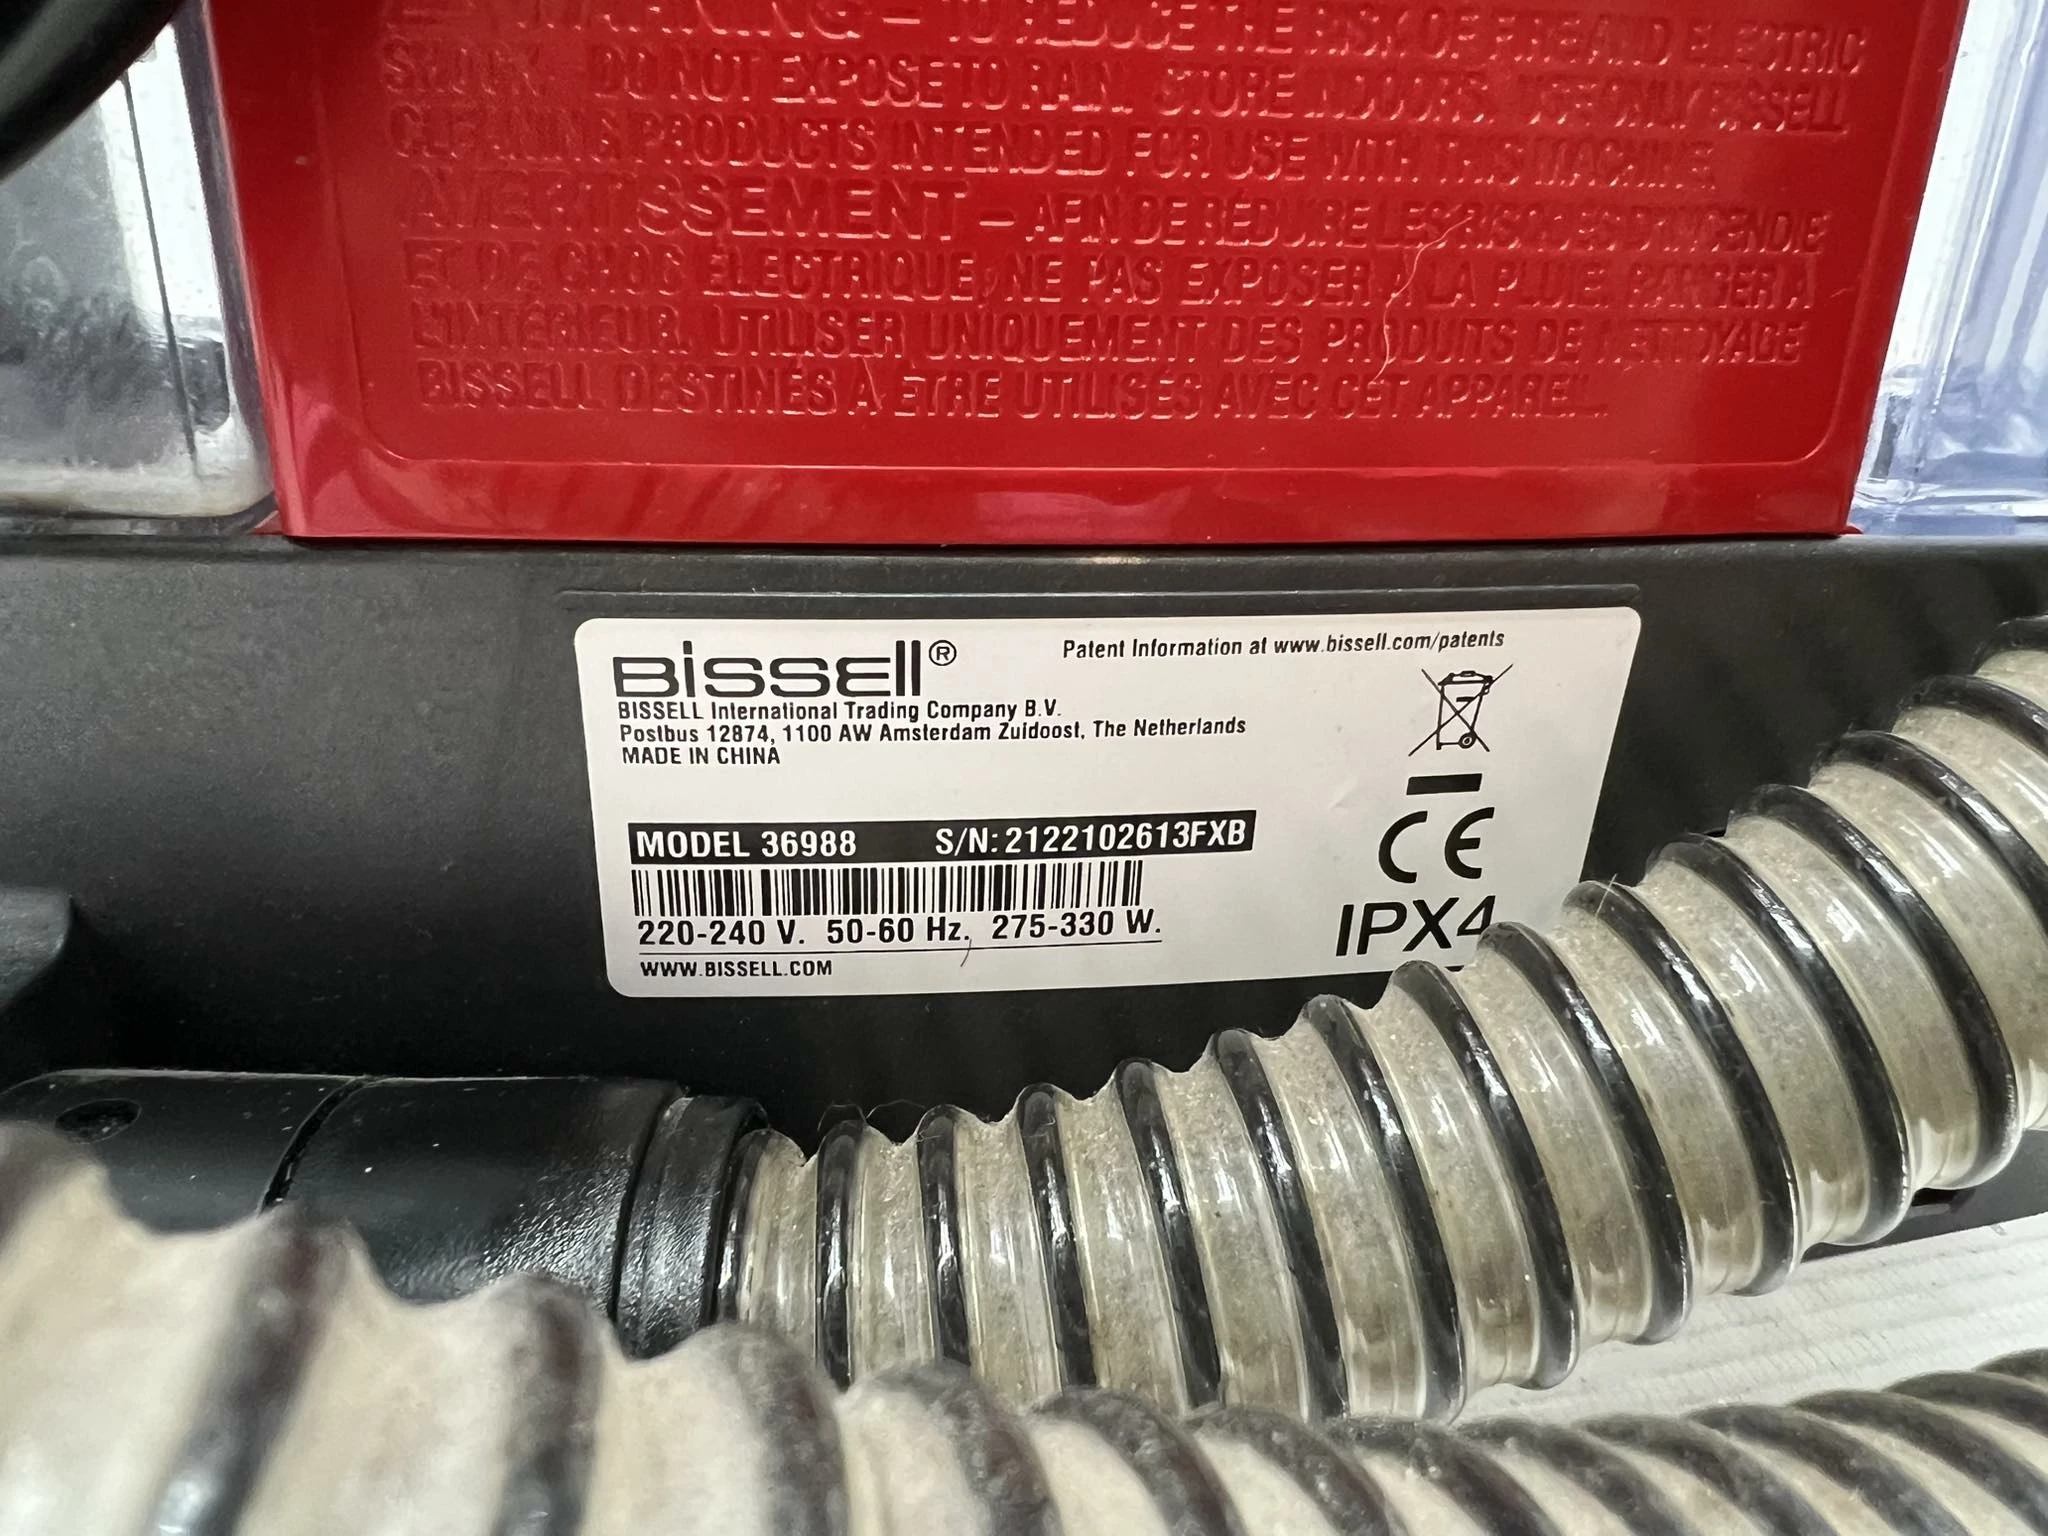 WARNING – TO REDUCE THE RISK OF FIRE AND ELECTRIC
SHOCK, DO NOT EXPOSE TO RAIN. STORE INDOORS. USE ONLY BISSELL
CLEANING PRODUCTS INTENDED FOR USE WITH THIS MACHINE.
AVERTISSEMENT – AFIN DE RÉDUIRE LES RISQUES D'INCENDIE
ET DE CHOC ÉLECTRIQUE, NE PAS EXPOSER À LA PLUIE. RANGER À
L'INTÉRIEUR. UTILISER UNIQUEMENT DES PRODUITS DE NETTOYAGE
BISSELL DESTINÉS À ETRE UTILISÉS AVEC CET APPAREIL.
BISSELL®
Patent Information at www.bissell.com/patents
BISSELL International Trading Company B.V.
Postbus 12874, 1100 AW Amsterdam Zuidoost, The Netherlands
MADE IN CHINA
MODEL 36988 S/N: 2122102613FXB
CE
220-240 V. 50-60 Hz. 275-330 W.
IPX4
WWW.BISSELL.COM